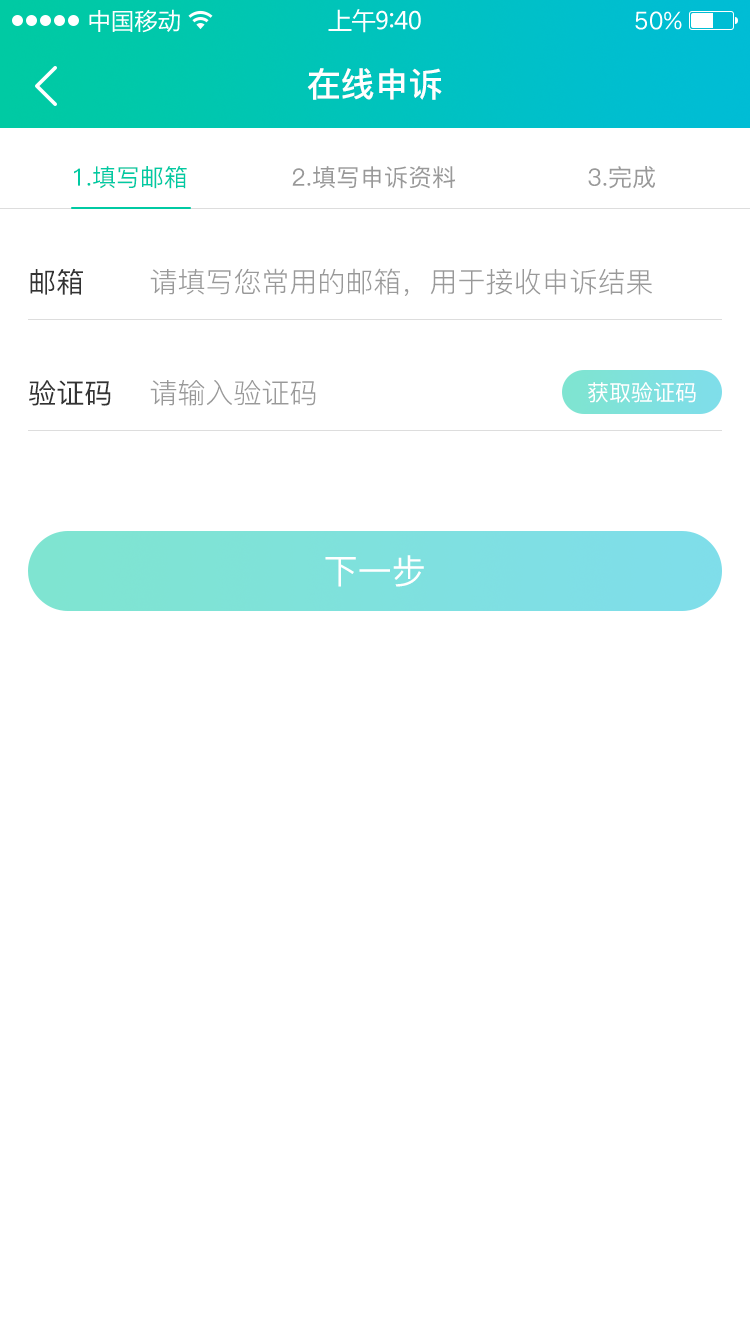 中国移动 上午9:40 50%
在线申诉
1.填写邮箱 2.填写申诉资料 3.完成
邮箱 请填写您常用的邮箱，用于接收申诉结果
验证码 请输入验证码 获取验证码
下一步